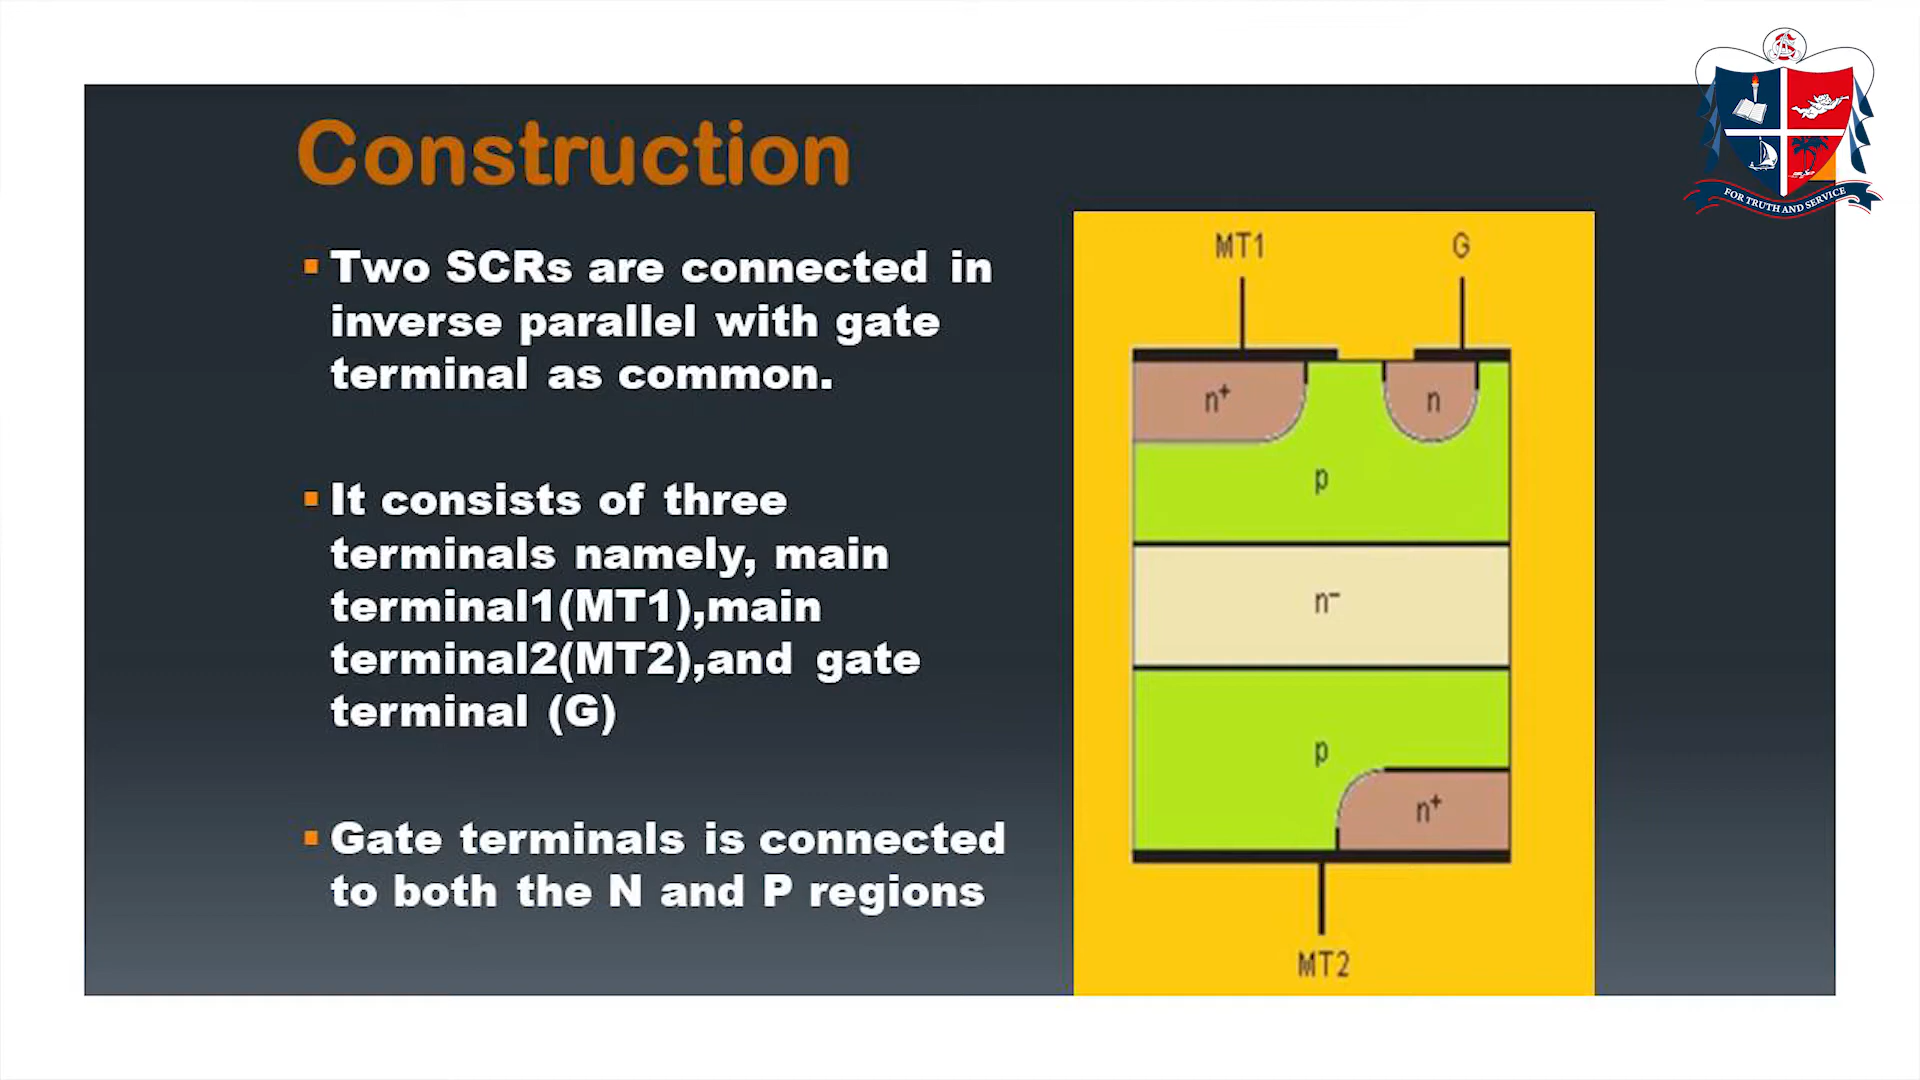 Construction
Two SCRs are connected in
inverse parallel with gate
terminal as common.
It consists of three
terminals namely, main
terminal1(MT1),main
terminal2(MT2),and gate
terminal (G)
Gate terminals is connected
to both the N and P regions
MT1 G
n⁺ n
p
n⁻
p
n⁺
MT2
FOR TRUTH AND SERVICE